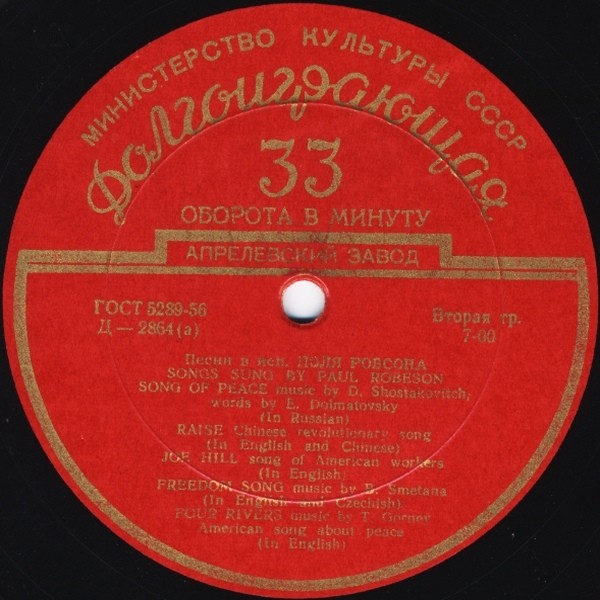 МИНИСТЕРСТВО КУЛЬТУРЫ СССР
Долгоиграющая
33
ОБОРОТА В МИНУТУ
АПРЕЛЕВСКИЙ ЗАВОД
ГОСТ 5289-56
Д — 2864 (а)
Вторая гр.
7-00
Песни в исп. ПОЛЯ РОБСОНА
SONGS SUNG BY PAUL ROBESON
SONG OF PEACE music by D. Shostakovitch;
words by E. Dolmatovsky
(In Russian)
RAISE Chinese revolutionary song
(In English and Chinese)
JOE HILL song of American workers
(In English)
FREEDOM SONG music by B. Smetana
(In English and Czechish)
FOUR RIVERS music by T. Gorney
American song about peace
(In English)